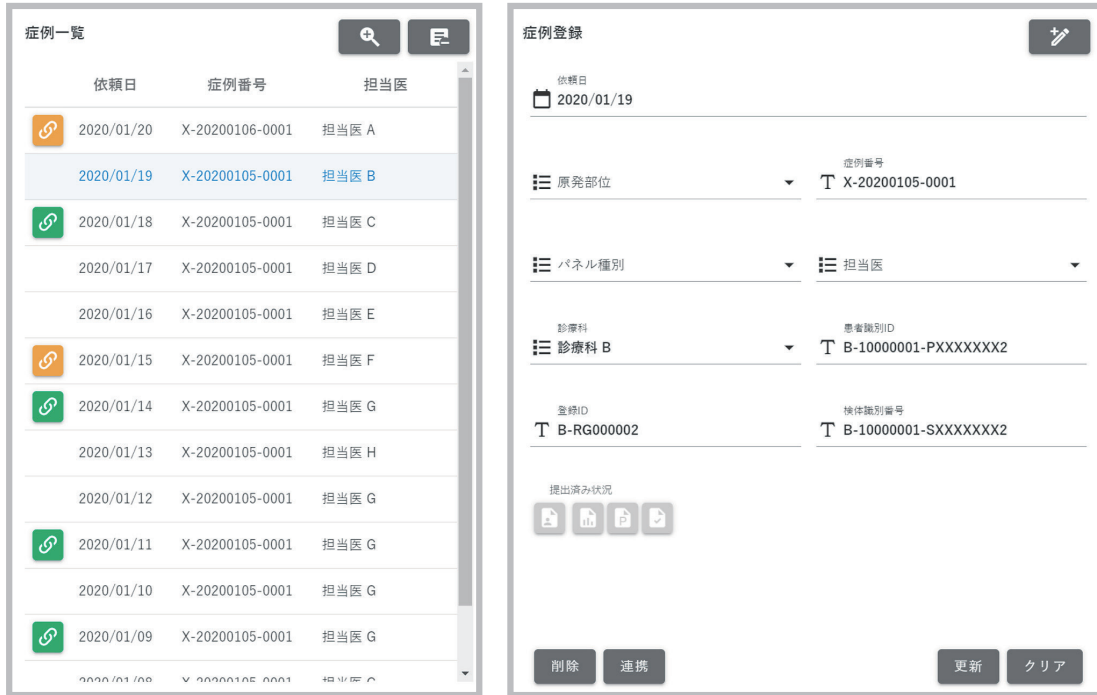 症例一覧
依頼日 症例番号 担当医
2020/01/20 X-20200106-0001 担当医 A
2020/01/19 X-20200105-0001 担当医 B
2020/01/18 X-20200105-0001 担当医 C
2020/01/17 X-20200105-0001 担当医 D
2020/01/16 X-20200105-0001 担当医 E
2020/01/15 X-20200105-0001 担当医 F
2020/01/14 X-20200105-0001 担当医 G
2020/01/13 X-20200105-0001 担当医 H
2020/01/12 X-20200105-0001 担当医 G
2020/01/11 X-20200105-0001 担当医 G
2020/01/10 X-20200105-0001 担当医 G
2020/01/09 X-20200105-0001 担当医 G
2020/01/08 X-20200105-0001 担当医 G
症例登録
依頼日
2020/01/19
原発部位
症例番号
X-20200105-0001
パネル種別
担当医
診療科
診療科 B
患者識別ID
B-10000001-PXXXXXXX2
登録ID
B-RG000002
検体識別番号
B-10000001-SXXXXXXX2
提出済み状況
削除 連携 更新 クリア